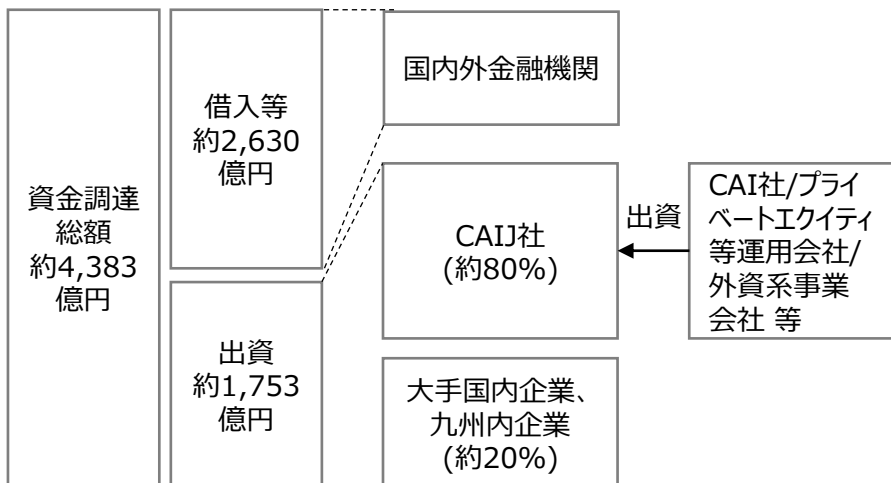 資金調達
総額
約4,383
億円
借入等
約2,630
億円
出資
約1,753
億円
国内外金融機関
CAIJ社
(約80%)
大手国内企業、
九州内企業
(約20%)
出資
CAI社/プライ
ベートエクイティ
等運用会社/
外資系事業
会社 等